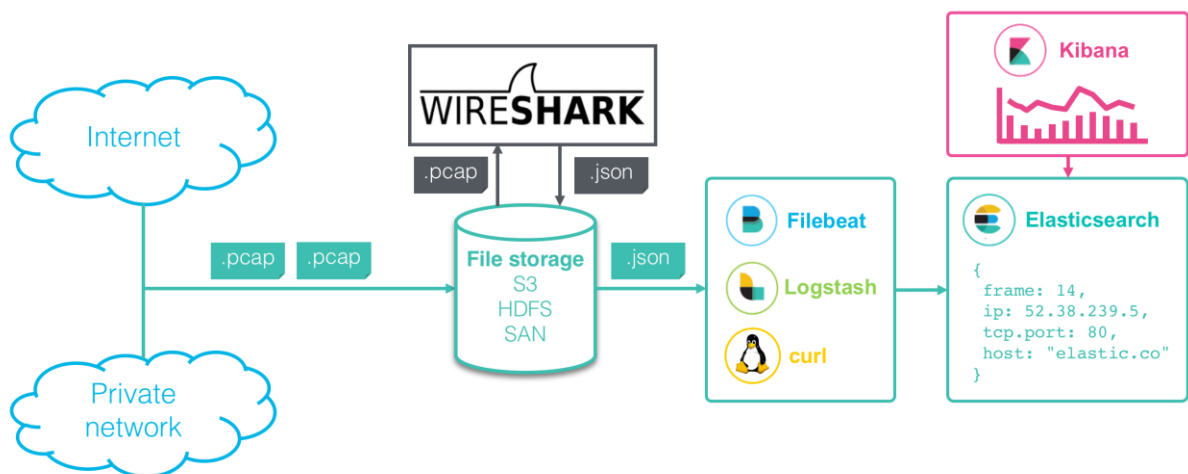 Internet
Private
network
.pcap
.pcap
WIRESHARK
.pcap
.json
File storage
S3
HDFS
SAN
.json
Filebeat
Logstash
curl
Kibana
Elasticsearch
{
frame: 14,
ip: 52.38.239.5,
tcp.port: 80,
host: "elastic.co"
}